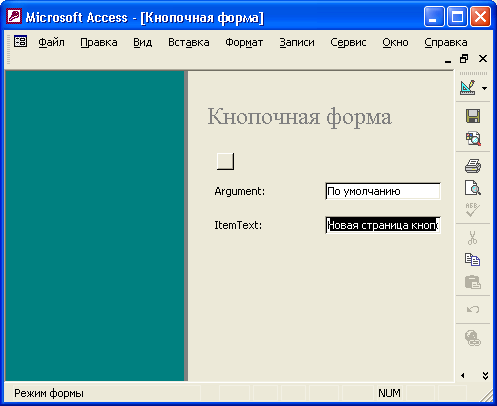 Microsoft Access - [Кнопочная форма]
Файл Правка Вид Вставка Формат Записи Сервис Окно Справка
Кнопочная форма
Argument: По умолчанию
ItemText: Новая страница кноп
Режим формы NUM